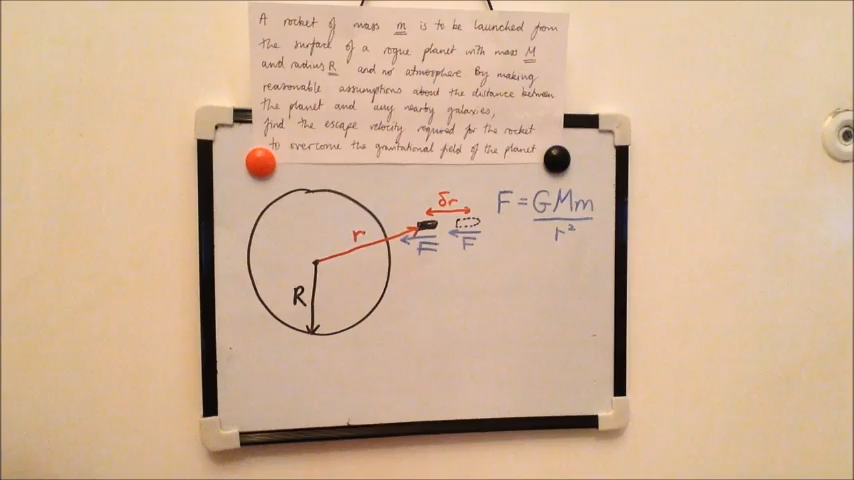 A rocket of mass m is to be launched from
the surface of a rogue planet with mass M
and radius R and no atmosphere By making
reasonable assumptions about the distance between
the planet and any nearby galaxies,
find the escape velocity required for the rocket
to overcome the gravitational field of the planet
δr
F = GMm
r²
r
F
F
R